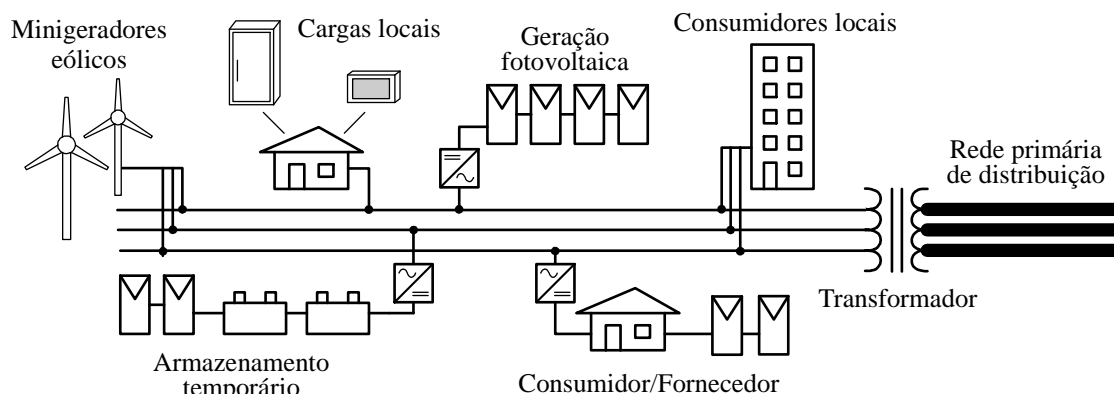 Minigeradores
eólicos
Cargas locais
Geração
fotovoltaica
Consumidores locais
Rede primária
de distribuição
Transformador
Armazenamento
temporário
Consumidor/Fornecedor